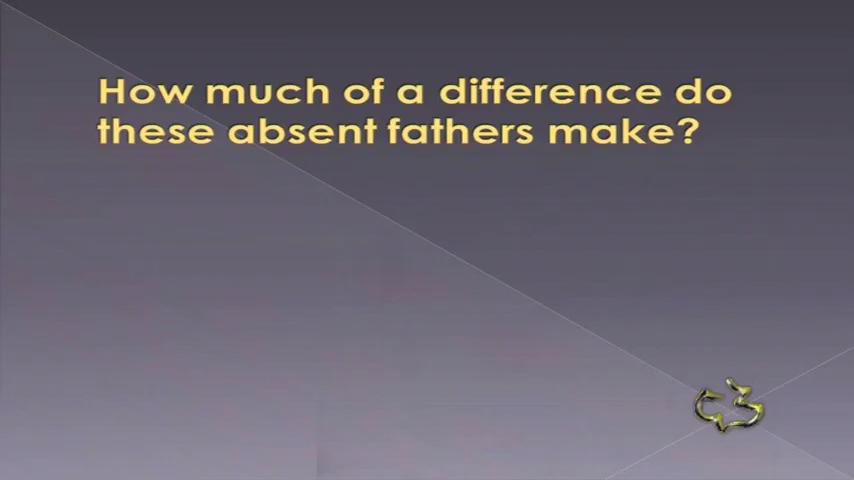 How much of a difference do
these absent fathers make?